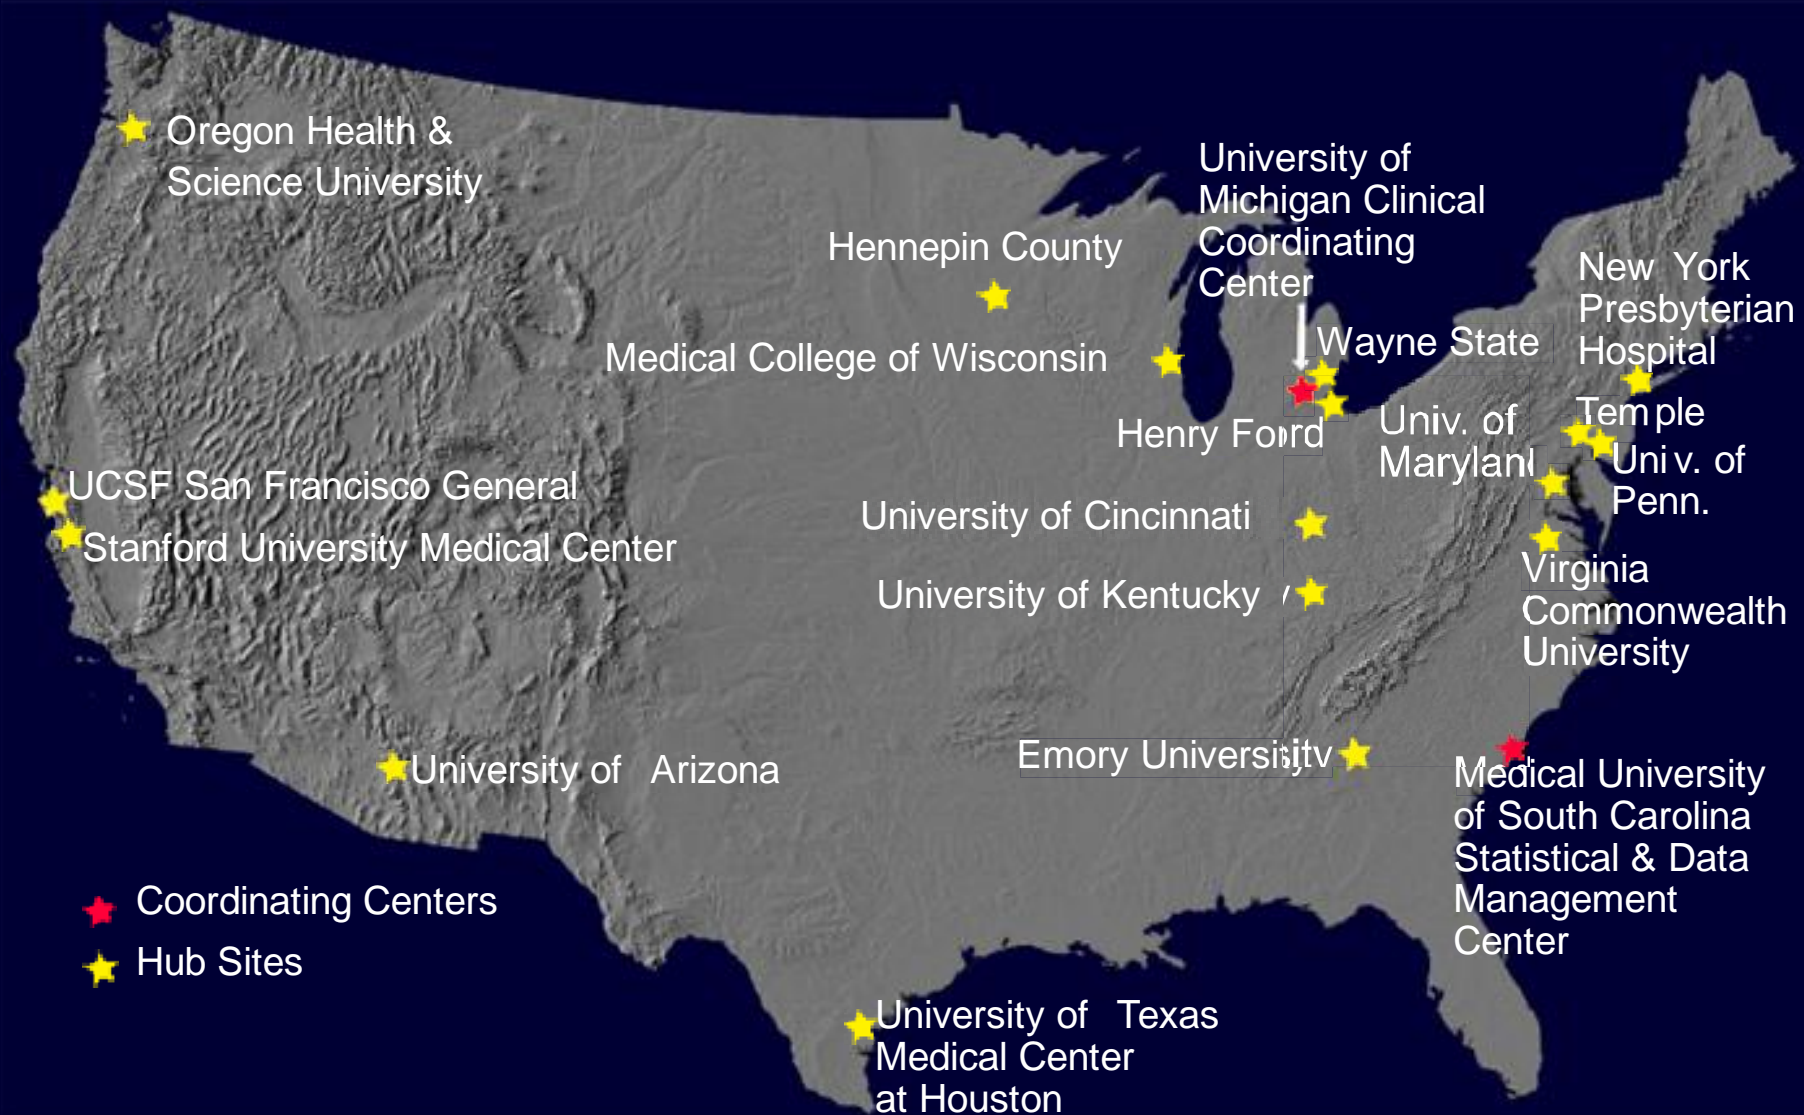 Oregon Health &
Science University
University of
Michigan Clinical
Coordinating
Center
Hennepin County
New York
Presbyterian
Hospital
Wayne State
Medical College of Wisconsin
Temple
Univ. of
Maryland
Henry Ford
Univ. of
Penn.
UCSF San Francisco General
University of Cincinnati
Stanford University Medical Center
Virginia
Commonwealth
University
University of Kentucky
Emory University
University of Arizona
Medical University
of South Carolina
Statistical & Data
Management
Center
Coordinating Centers
Hub Sites
University of Texas
Medical Center
at Houston